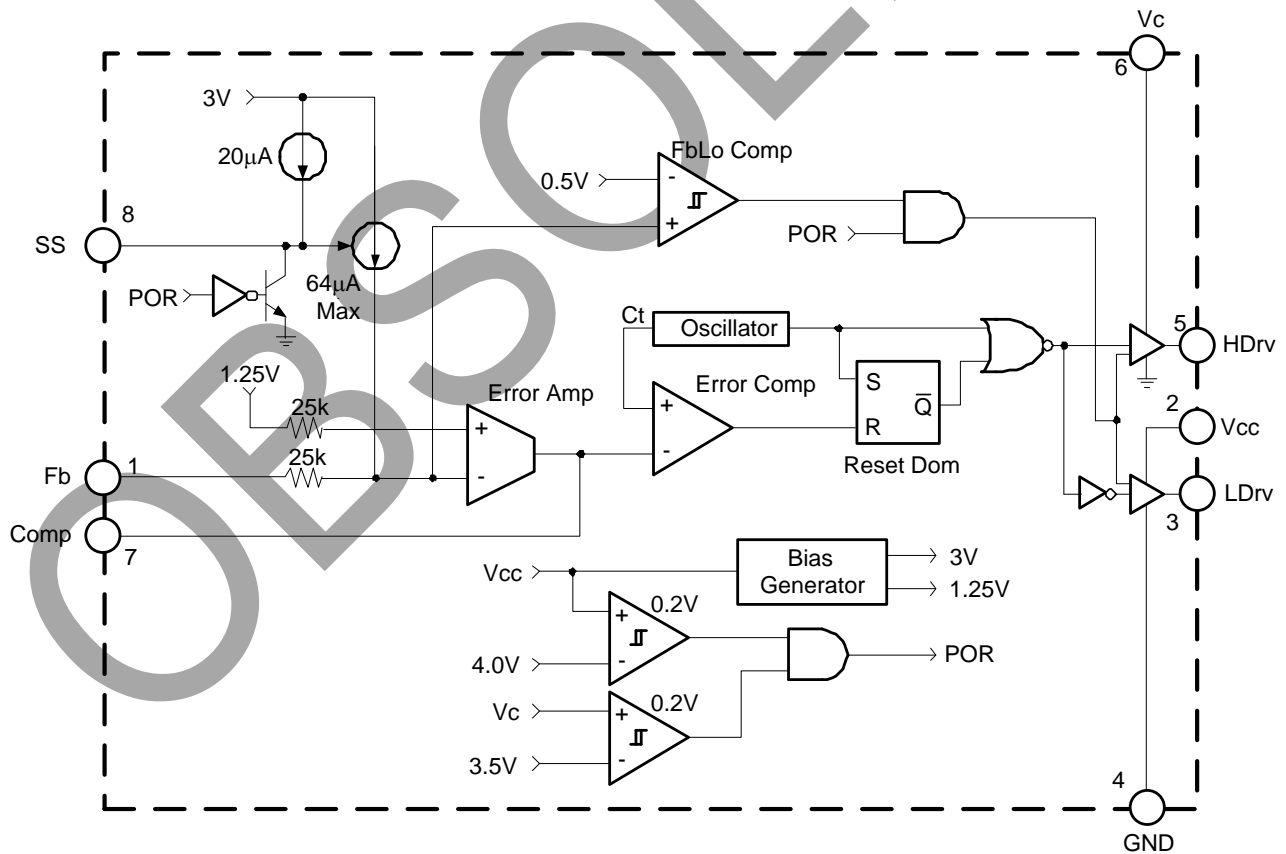 Vc
6
3V
20μA
FbLo Comp
-
0.5V
+
8
SS
POR
64μA
Max
POR
Ct
Oscillator
5
HDrv
1.25V
25k
Error Amp
Error Comp
S
Q̅
R
Reset Dom
2
Vcc
+
-
+
-
1
Fb
25k
LDrv
3
Comp
7
Vcc
Bias
Generator
3V
1.25V
+
0.2V
-
4.0V
POR
Vc
+
0.2V
-
3.5V
4
GND
OBSOL